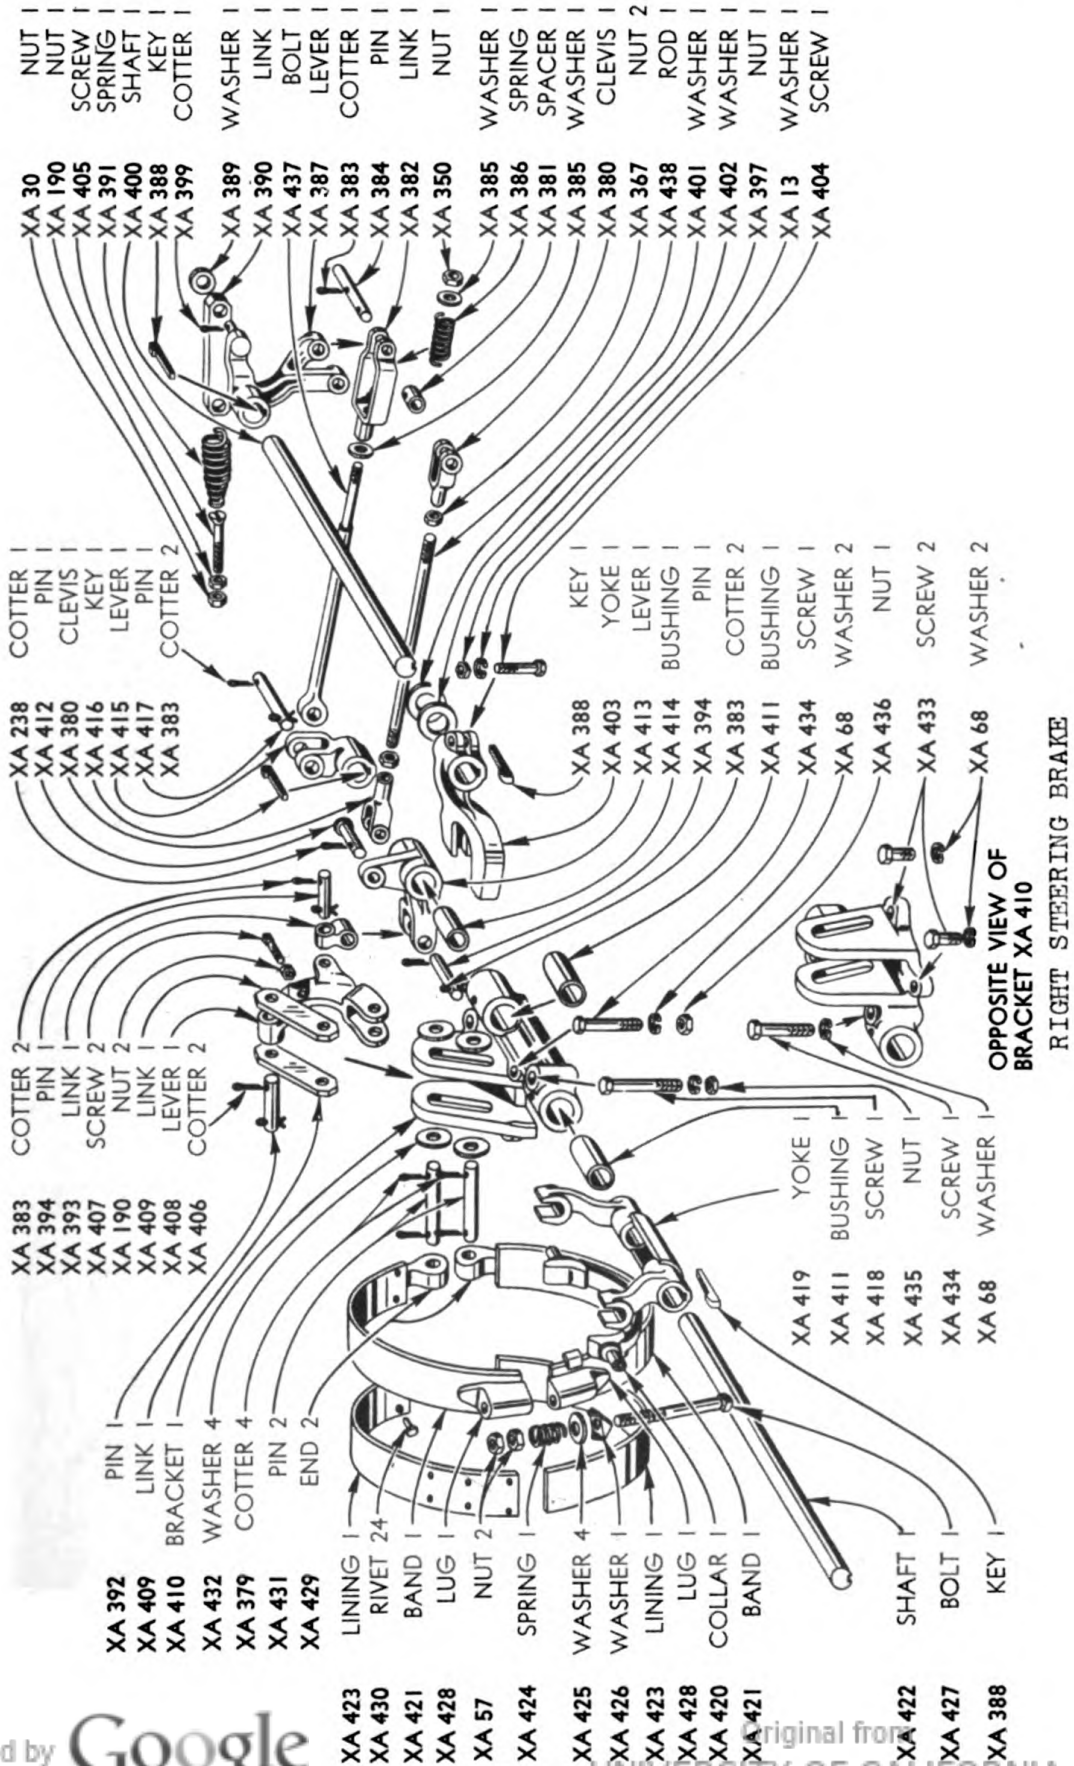 XA 30 NUT 1
XA 190 NUT 1
XA 405 SCREW 1
XA 391 SPRING 1
XA 400 SHAFT 1
XA 388 KEY 1
XA 399 COTTER 1
XA 389 WASHER 1
XA 390 LINK 1
XA 437 BOLT 1
XA 387 LEVER 1
XA 383 COTTER 1
XA 384 PIN 1
XA 382 LINK 1
XA 350 NUT 1
XA 385 WASHER 1
XA 386 SPRING 1
XA 381 SPACER 1
XA 385 WASHER 1
XA 380 CLEVIS 1
XA 367 NUT 2
XA 438 ROD 1
XA 401 WASHER 1
XA 402 WASHER 1
XA 397 NUT 1
XA 13 WASHER 1
XA 404 SCREW 1
XA 238 COTTER 1
XA 412 PIN 1
XA 380 CLEVIS 1
XA 416 KEY 1
XA 415 LEVER 1
XA 417 PIN 1
XA 383 COTTER 2
XA 388 KEY 1
XA 403 YOKE 1
XA 413 LEVER 1
XA 414 BUSHING 1
XA 394 PIN 1
XA 383 COTTER 2
XA 411 BUSHING 1
XA 434 SCREW 1
XA 68 WASHER 2
XA 436 NUT 1
XA 433 SCREW 2
XA 68 WASHER 2
XA 383 COTTER 2
XA 394 PIN 1
XA 393 LINK 1
XA 407 SCREW 2
XA 190 NUT 2
XA 409 LINK 1
XA 408 LEVER 1
XA 406 COTTER 2
OPPOSITE VIEW OF
BRACKET XA 410
XA 419 YOKE 1
XA 411 BUSHING 1
XA 418 SCREW 1
XA 435 NUT 1
XA 434 SCREW 1
XA 68 WASHER 1
XA 392 PIN 1
XA 409 LINK 1
XA 410 BRACKET 1
XA 432 WASHER 4
XA 379 COTTER 4
XA 431 PIN 2
XA 429 END 2
XA 423 LINING 1
XA 430 RIVET 24
XA 421 BAND 1
XA 428 LUG 1
XA 57 NUT 2
XA 424 SPRING 1
XA 425 WASHER 4
XA 426 WASHER 1
XA 423 LINING 1
XA 428 LUG 1
XA 420 COLLAR 1
XA 421 BAND 1
XA 422 SHAFT 1
XA 427 BOLT 1
XA 388 KEY 1
RIGHT STEERING BRAKE
d by Google
Original from
UNIVERSITY OF CALIFORNIA